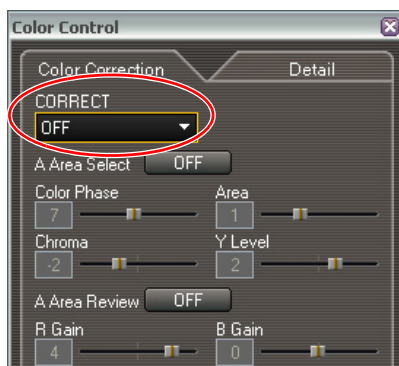 Color Control
Color Correction Detail
CORRECT
OFF
A Area Select OFF
Color Phase Area
7 1
Chroma Y Level
-2 2
A Area Review OFF
R Gain B Gain
4 0